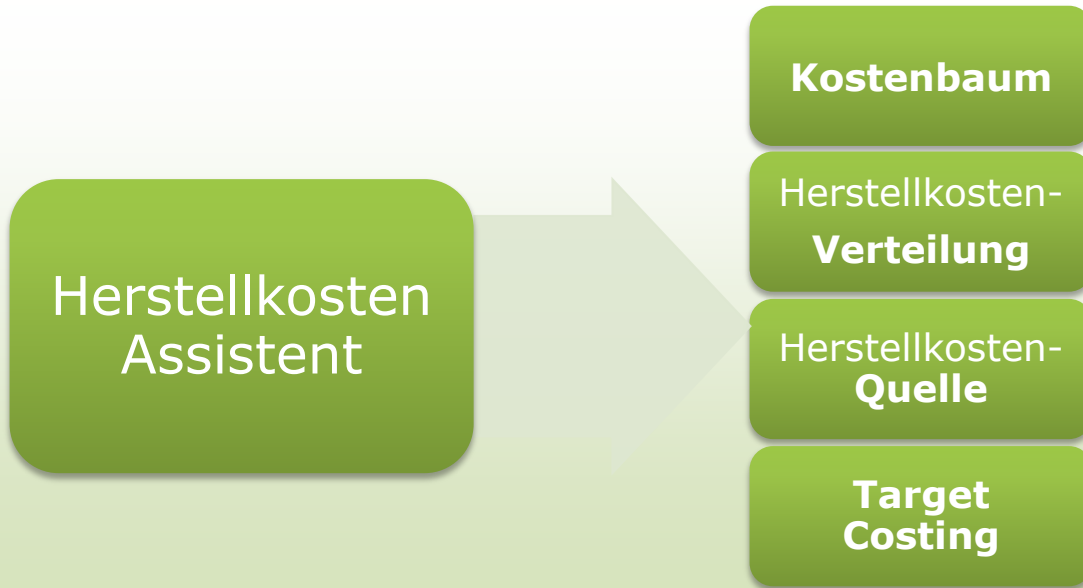 Herstellkosten
Assistent
Kostenbaum
Herstellkosten-
Verteilung
Herstellkosten-
Quelle
Target
Costing